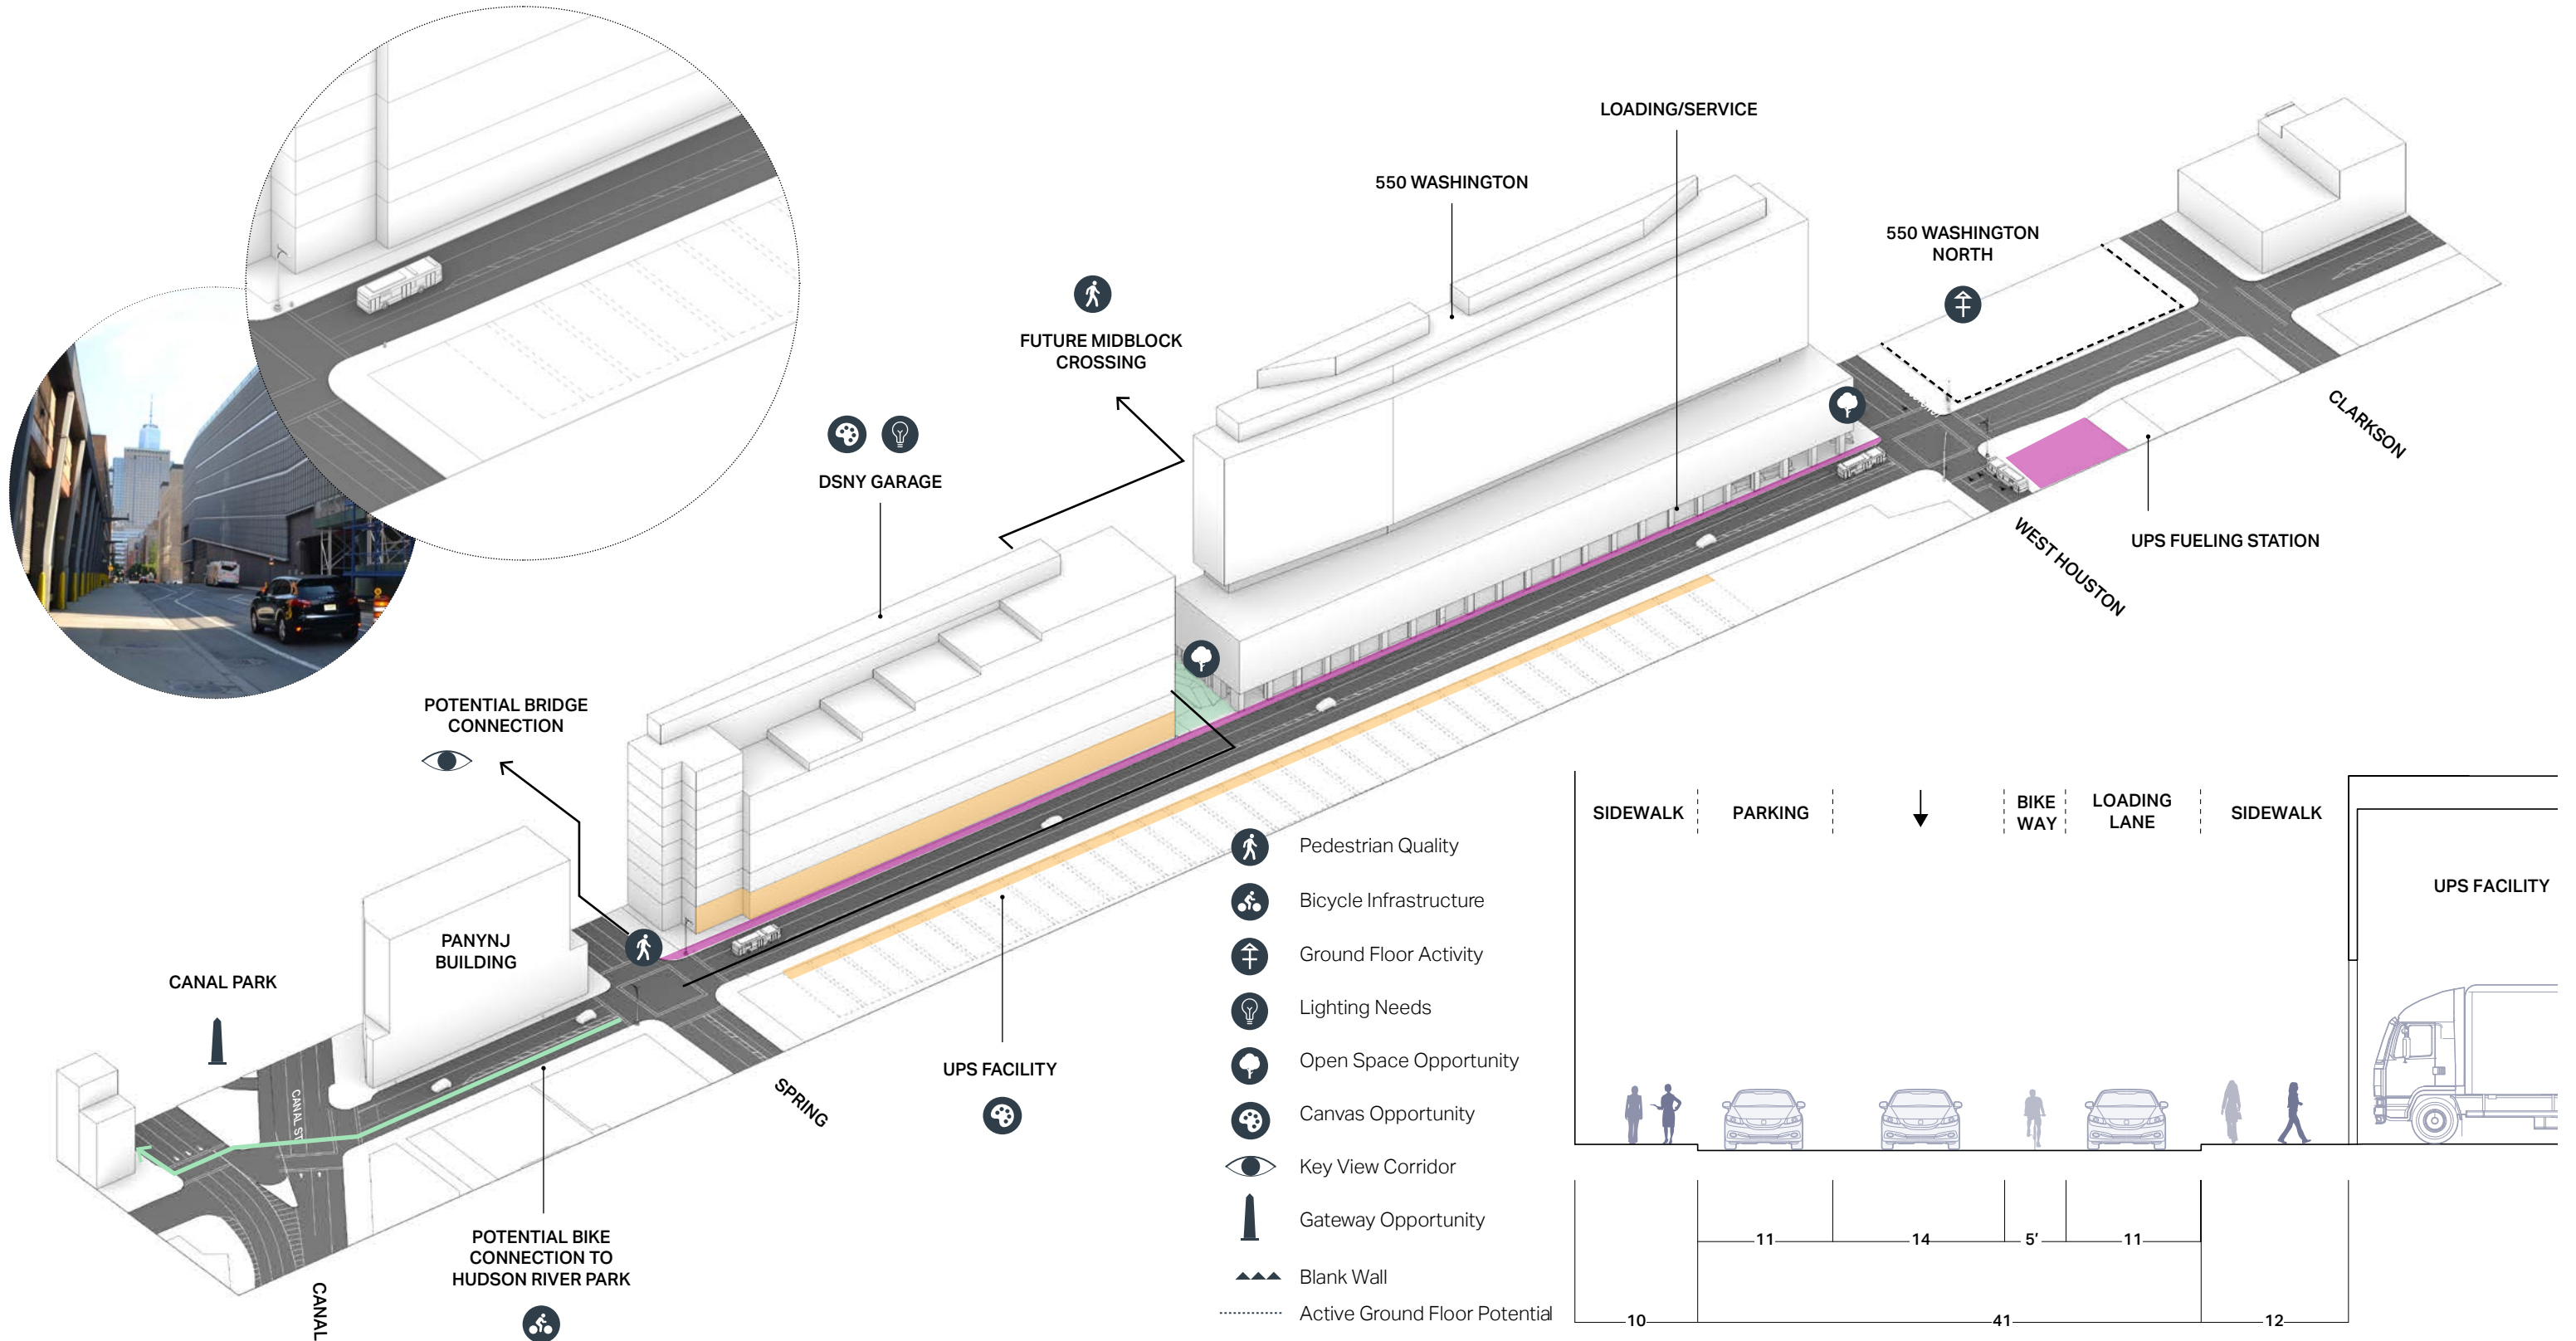 LOADING/SERVICE
550 WASHINGTON
550 WASHINGTON
NORTH
FUTURE MIDBLOCK
CROSSING
CLARKSON
DSNY GARAGE
WEST HOUSTON
UPS FUELING STATION
POTENTIAL BRIDGE
CONNECTION
PANYNJ
BUILDING
CANAL PARK
CANAL ST
SPRING
UPS FACILITY
POTENTIAL BIKE
CONNECTION TO
HUDSON RIVER PARK
CANAL
Pedestrian Quality
Bicycle Infrastructure
Ground Floor Activity
Lighting Needs
Open Space Opportunity
Canvas Opportunity
Key View Corridor
Gateway Opportunity
Blank Wall
Active Ground Floor Potential
SIDEWALK
PARKING
BIKE
WAY
LOADING
LANE
SIDEWALK
UPS FACILITY
11
14
5'
11
10
41
12